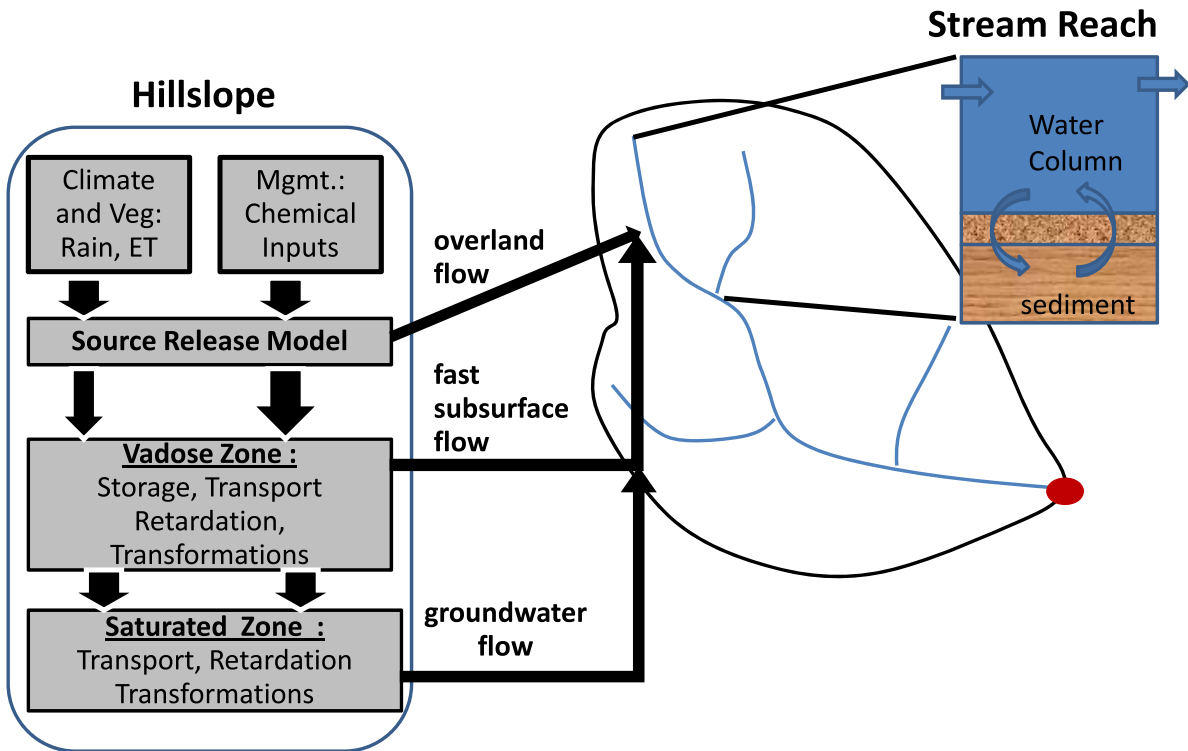 Stream Reach
Hillslope
Climate
and Veg:
Rain, ET
Mgmt.:
Chemical
Inputs
Source Release Model
Vadose Zone :
Storage, Transport
Retardation,
Transformations
Saturated Zone :
Transport, Retardation
Transformations
overland
flow
fast
subsurface
flow
groundwater
flow
Water
Column
sediment